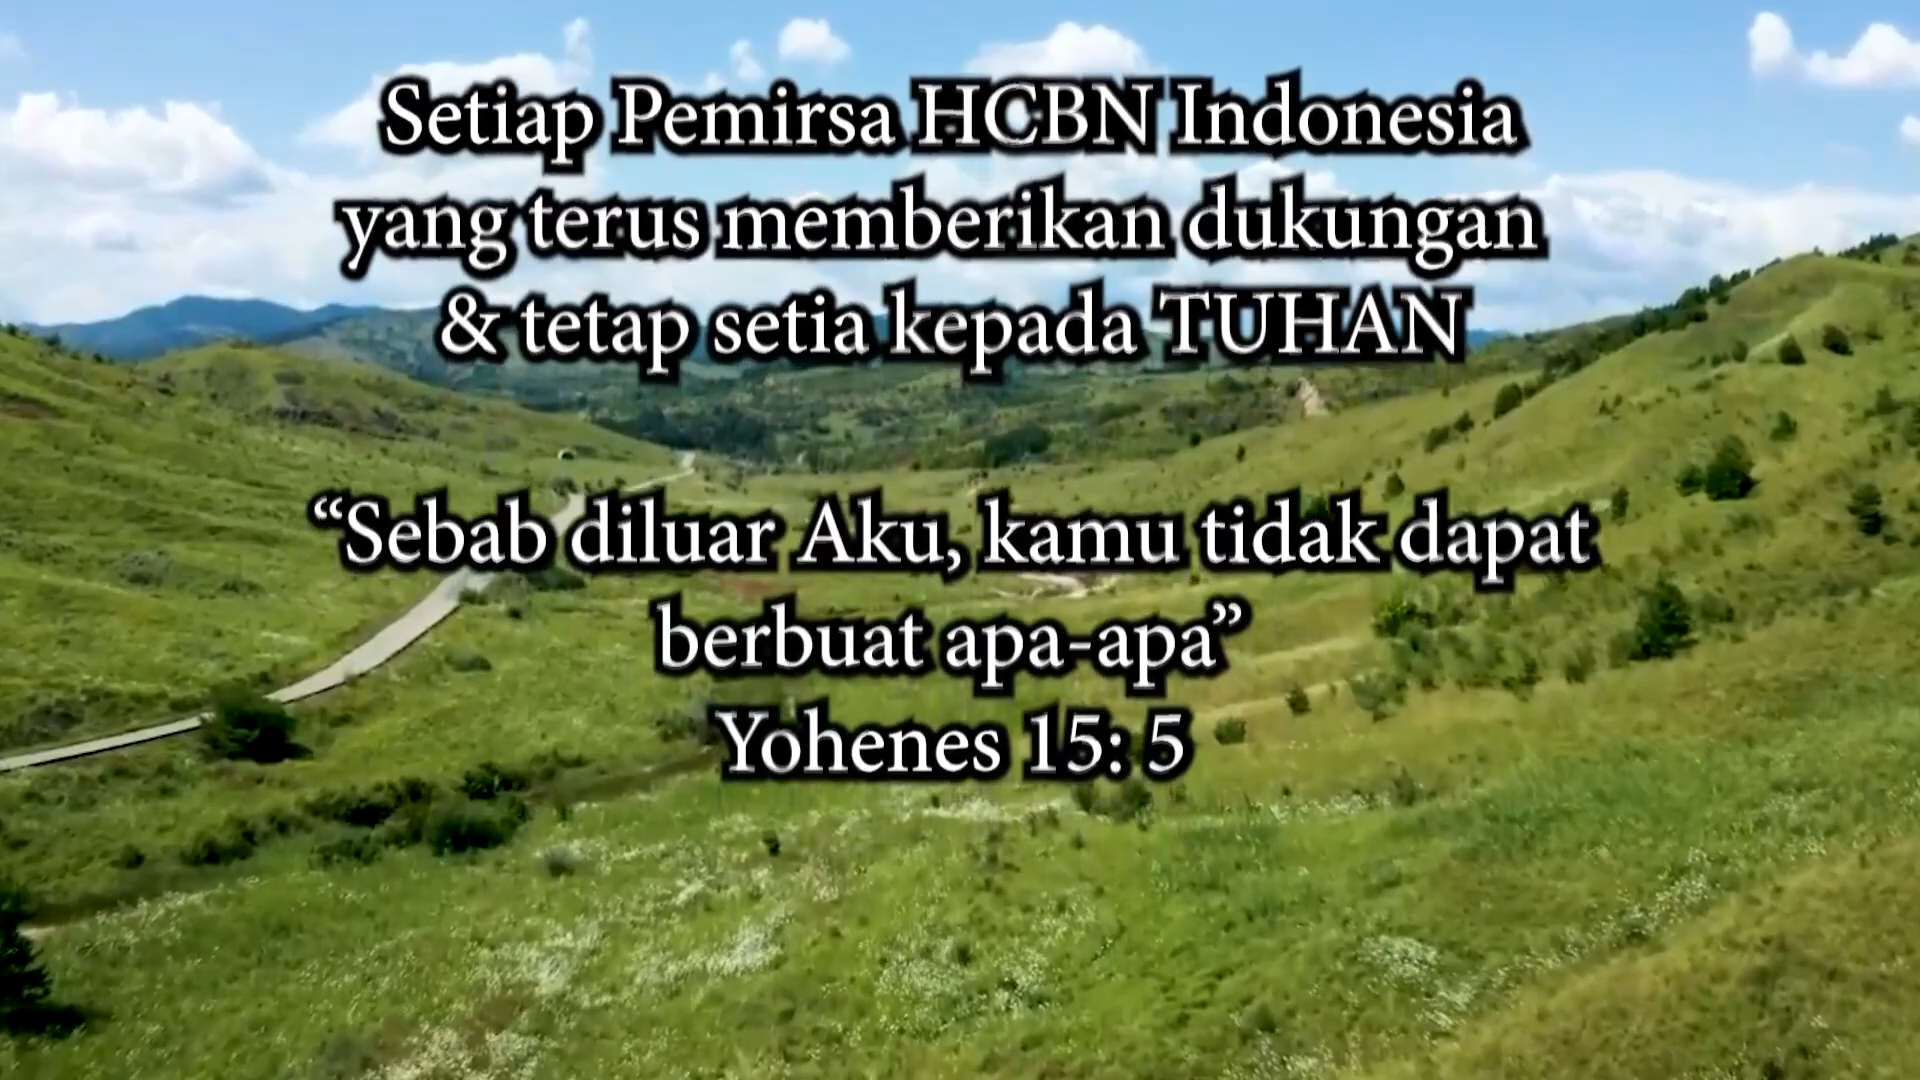 Setiap Pemirsa HCBN Indonesia
yang terus memberikan dukungan
& tetap setia kepada TUHAN
“Sebab diluar Aku, kamu tidak dapat
berbuat apa-apa”
Yohenes 15: 5